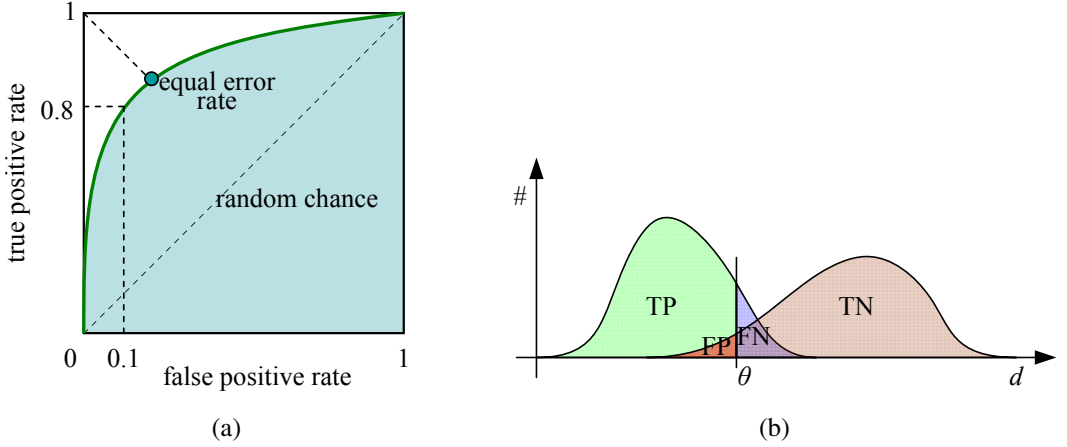 1
true positive rate
0.8
equal error
rate
random chance
0
0.1
1
false positive rate
(a)
#
TP
FP
FN
TN
θ
d
(b)